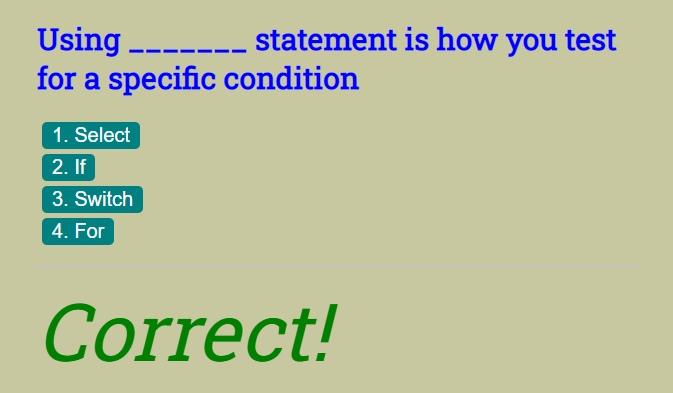 Using _______ statement is how you test
for a specific condition
1. Select
2. If
3. Switch
4. For
Correct!